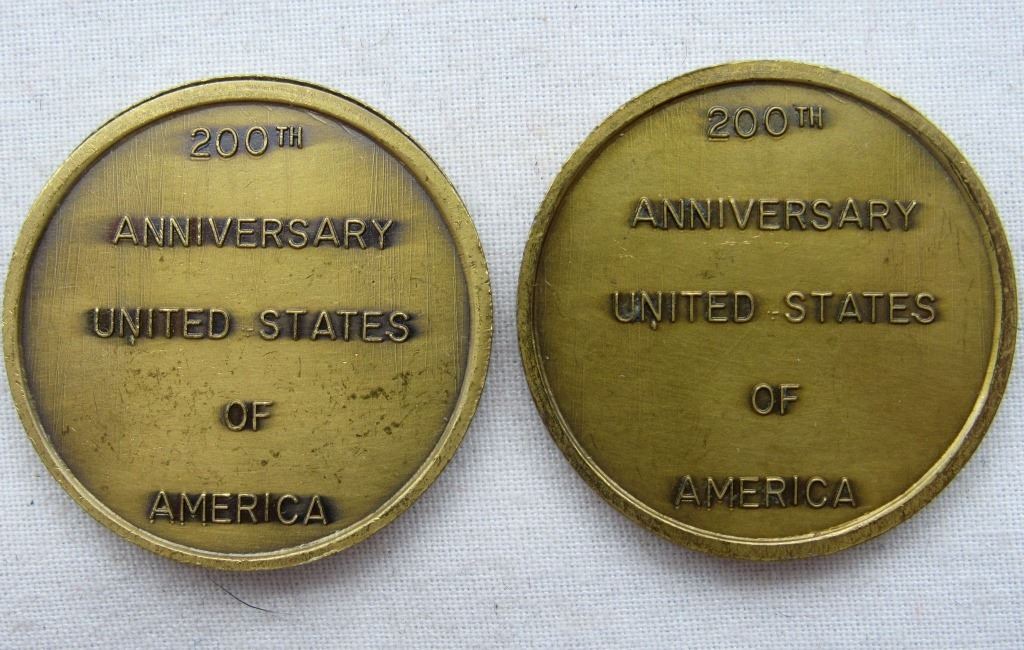 200TH
ANNIVERSARY
UNITED STATES
OF
AMERICA
200TH
ANNIVERSARY
UNITED STATES
OF
AMERICA